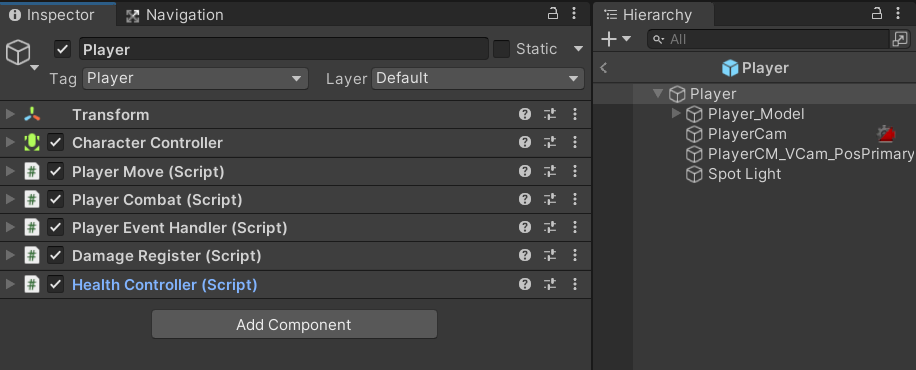 Inspector
Navigation
Player
Static
Tag Player
Layer Default
Transform
Character Controller
Player Move (Script)
Player Combat (Script)
Player Event Handler (Script)
Damage Register (Script)
Health Controller (Script)
Add Component
Hierarchy
All
Player
Player
Player_Model
PlayerCam
PlayerCM_VCam_PosPrimary
Spot Light